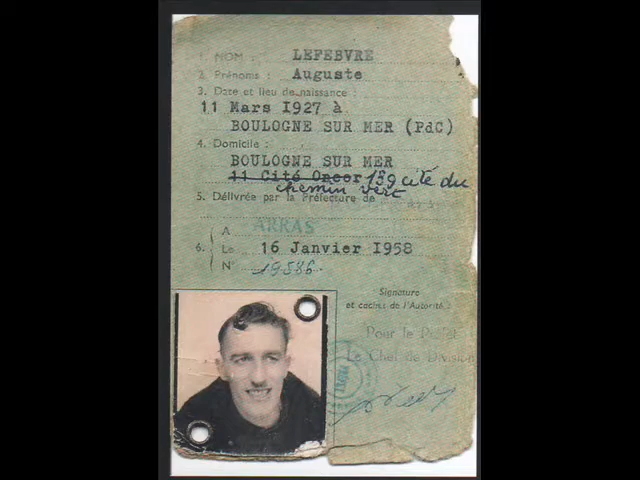 1. NOM : LEFEBVRE
2. Prénoms : Auguste
3. Date et lieu de naissance :
11 Mars 1927 à
BOULOGNE SUR MER (PdC)
4. Domicile :
BOULOGNE SUR MER
11 Cité Oncor 139 cité du
chemin vert
5. Délivrée par la Préfecture de
A ARRAS
6. Le 16 Janvier 1958
N° 19586.
Signature
et cachet de l'Autorité :
Pour le Préfet
Le Chef de Division